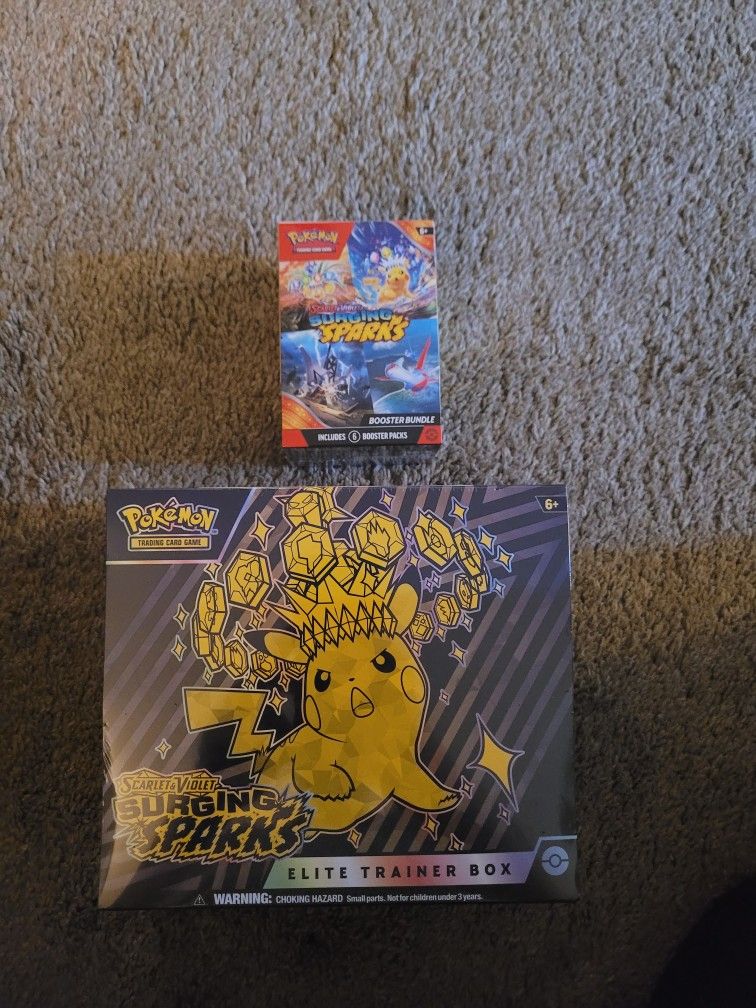 POKéMON
TRADING CARD GAME
6+
SCARLET & VIOLET
SURGING
SPARKS
BOOSTER BUNDLE
INCLUDES 6 BOOSTER PACKS
POKéMON
TRADING CARD GAME
6+
SCARLET & VIOLET
SURGING
SPARKS
ELITE TRAINER BOX
WARNING: CHOKING HAZARD Small parts. Not for children under 3 years.